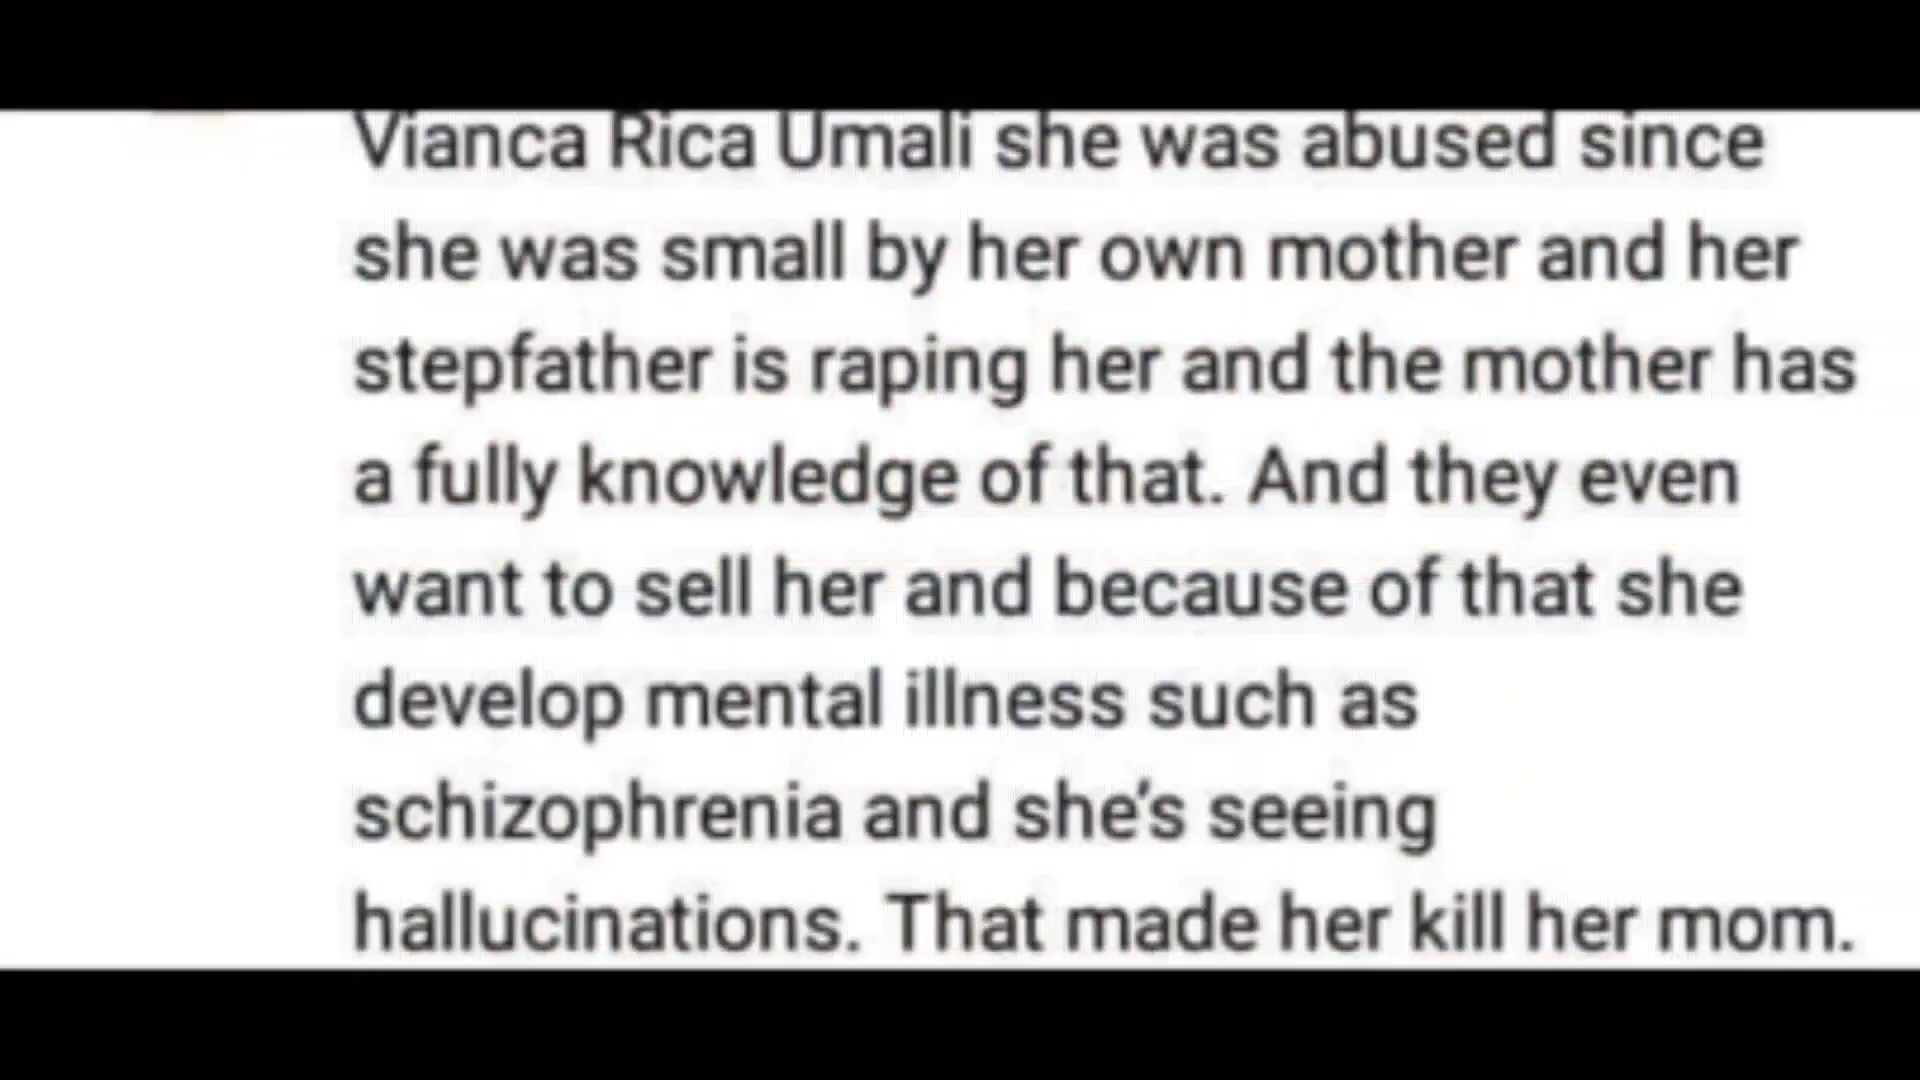 Vianca Rica Umali she was abused since
she was small by her own mother and her
stepfather is raping her and the mother has
a fully knowledge of that. And they even
want to sell her and because of that she
develop mental illness such as
schizophrenia and she's seeing
hallucinations. That made her kill her mom.